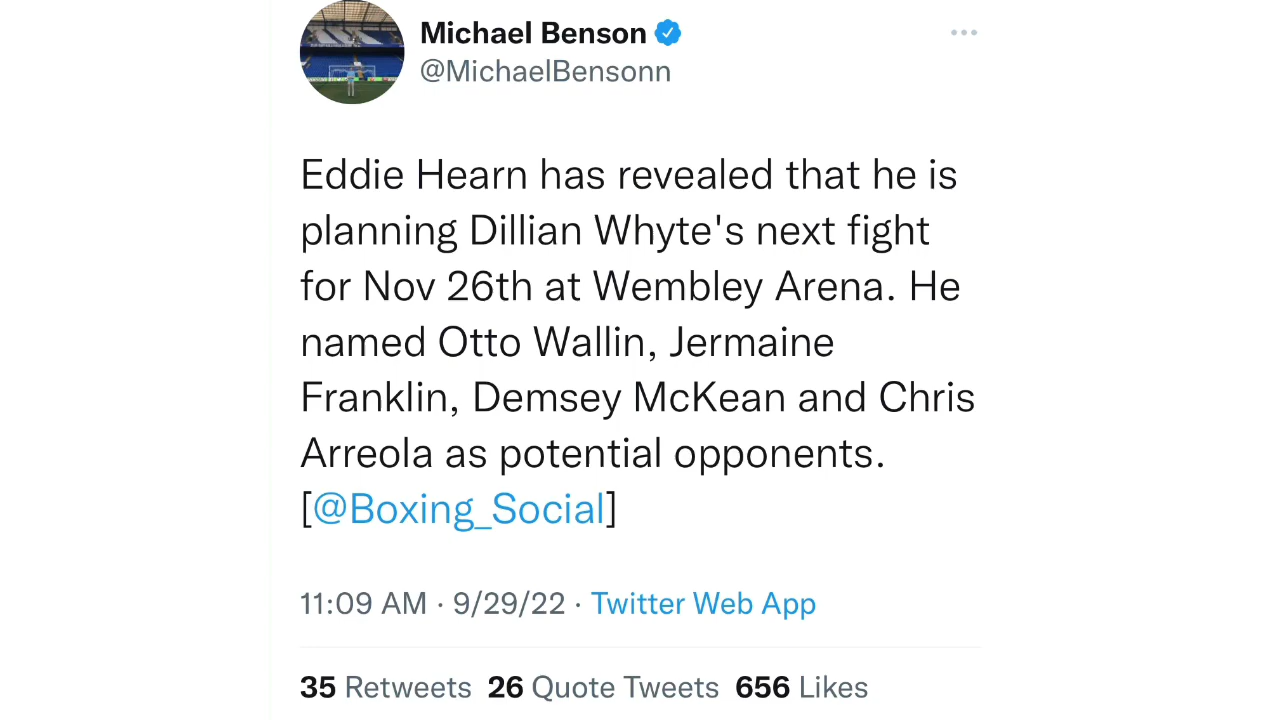 Michael Benson
@MichaelBensonn
Eddie Hearn has revealed that he is
planning Dillian Whyte's next fight
for Nov 26th at Wembley Arena. He
named Otto Wallin, Jermaine
Franklin, Demsey McKean and Chris
Arreola as potential opponents.
[@Boxing_Social]
11:09 AM · 9/29/22 · Twitter Web App
35 Retweets 26 Quote Tweets 656 Likes